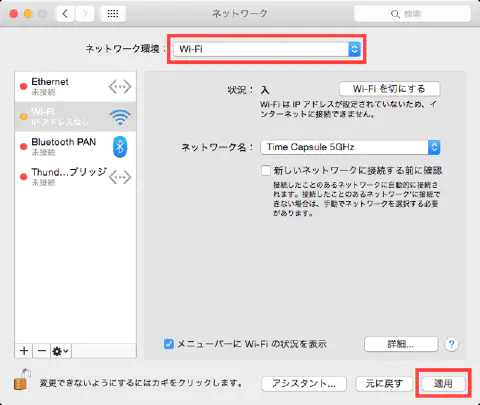 ネットワーク
検索
ネットワーク環境： Wi-Fi
Ethernet
未接続
Wi-Fi
IP アドレスなし
Bluetooth PAN
未接続
Thund…ブリッジ
未接続
状況： 入
Wi-Fi を切にする
Wi-Fi は IP アドレスが設定されていないため、イ
ンターネットに接続できません。
ネットワーク名： Time Capsule 5GHz
新しいネットワークに接続する前に確認
接続したことのあるネットワークに自動的に接続されま
す。接続したことのあるネットワークに接続で
きない場合は、手動でネットワークを選択する必要
があります。
メニューバーに Wi-Fi の状況を表示
詳細...
?
変更できないようにするにはカギをクリックします。
アシスタント...
元に戻す
適用